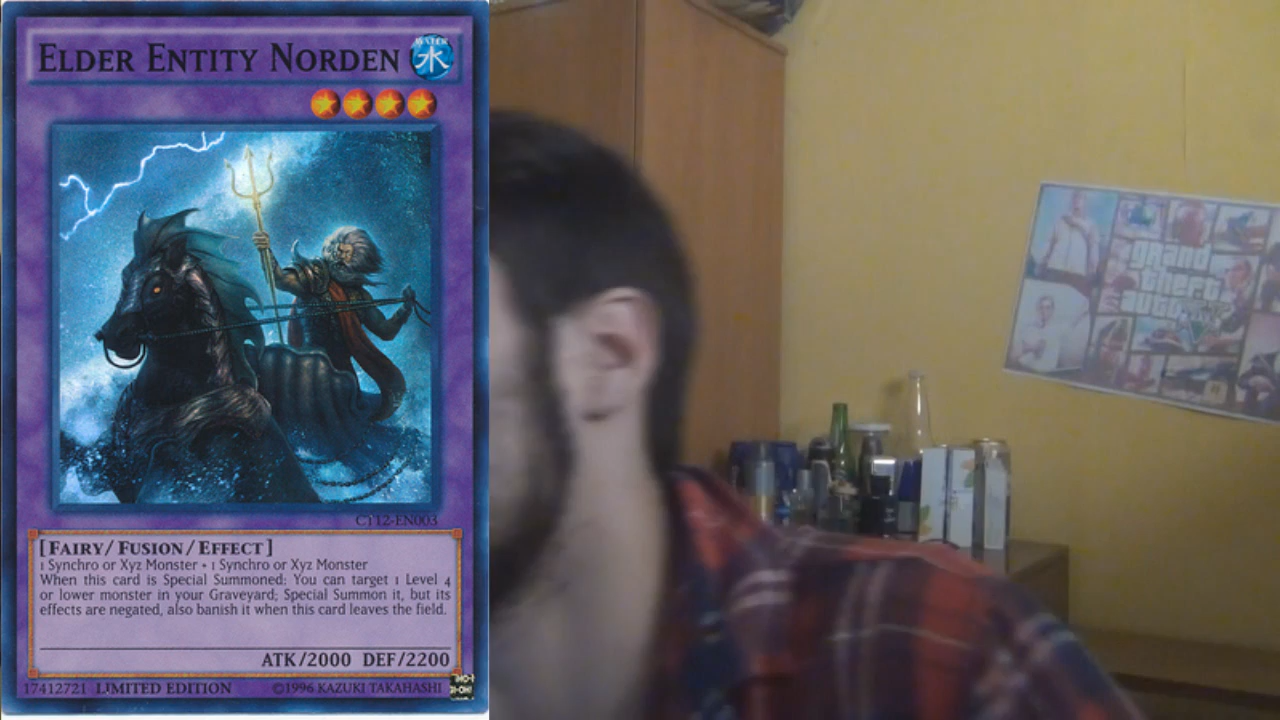 ELDER ENTITY NORDEN
WATER
水
CT12-EN003
[FAIRY/FUSION/EFFECT]
1 Synchro or Xyz Monster + 1 Synchro or Xyz Monster
When this card is Special Summoned: You can target 1 Level 4
or lower monster in your Graveyard; Special Summon it, but its
effects are negated, also banish it when this card leaves the field.
ATK/2000 DEF/2200
17412721 LIMITED EDITION ©1996 KAZUKI TAKAHASHI
grand
theft
auto